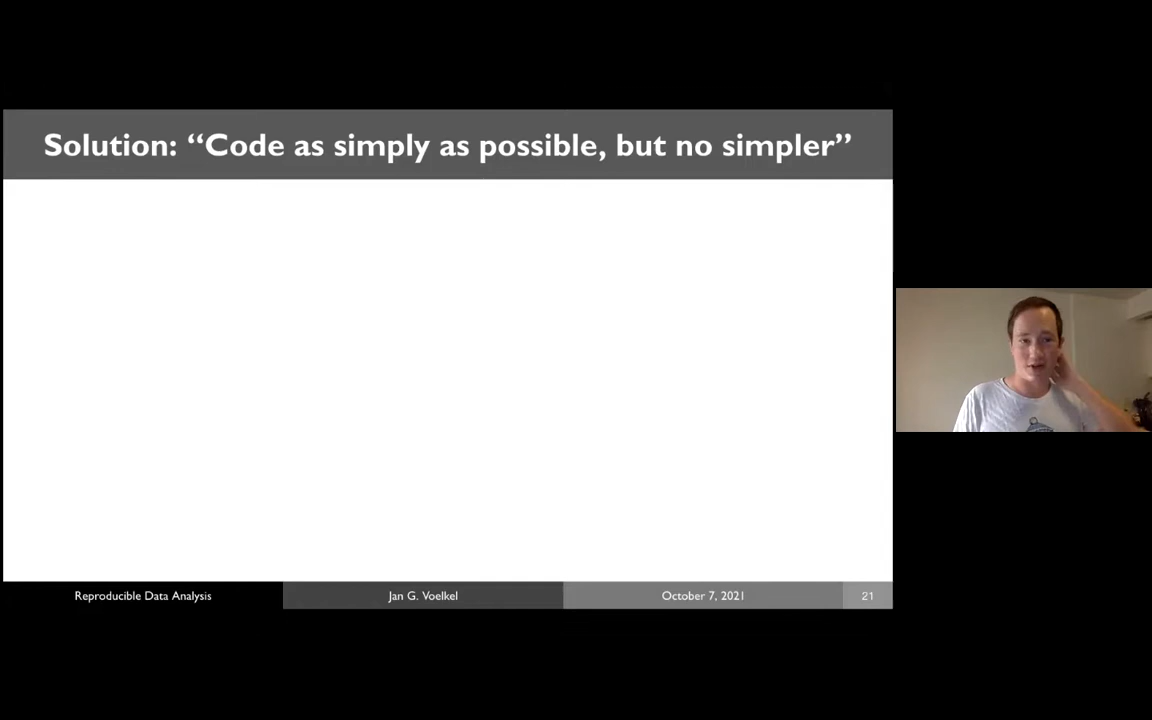 Solution: “Code as simply as possible, but no simpler”
Reproducible Data Analysis
Jan G. Voelkel
October 7, 2021
21